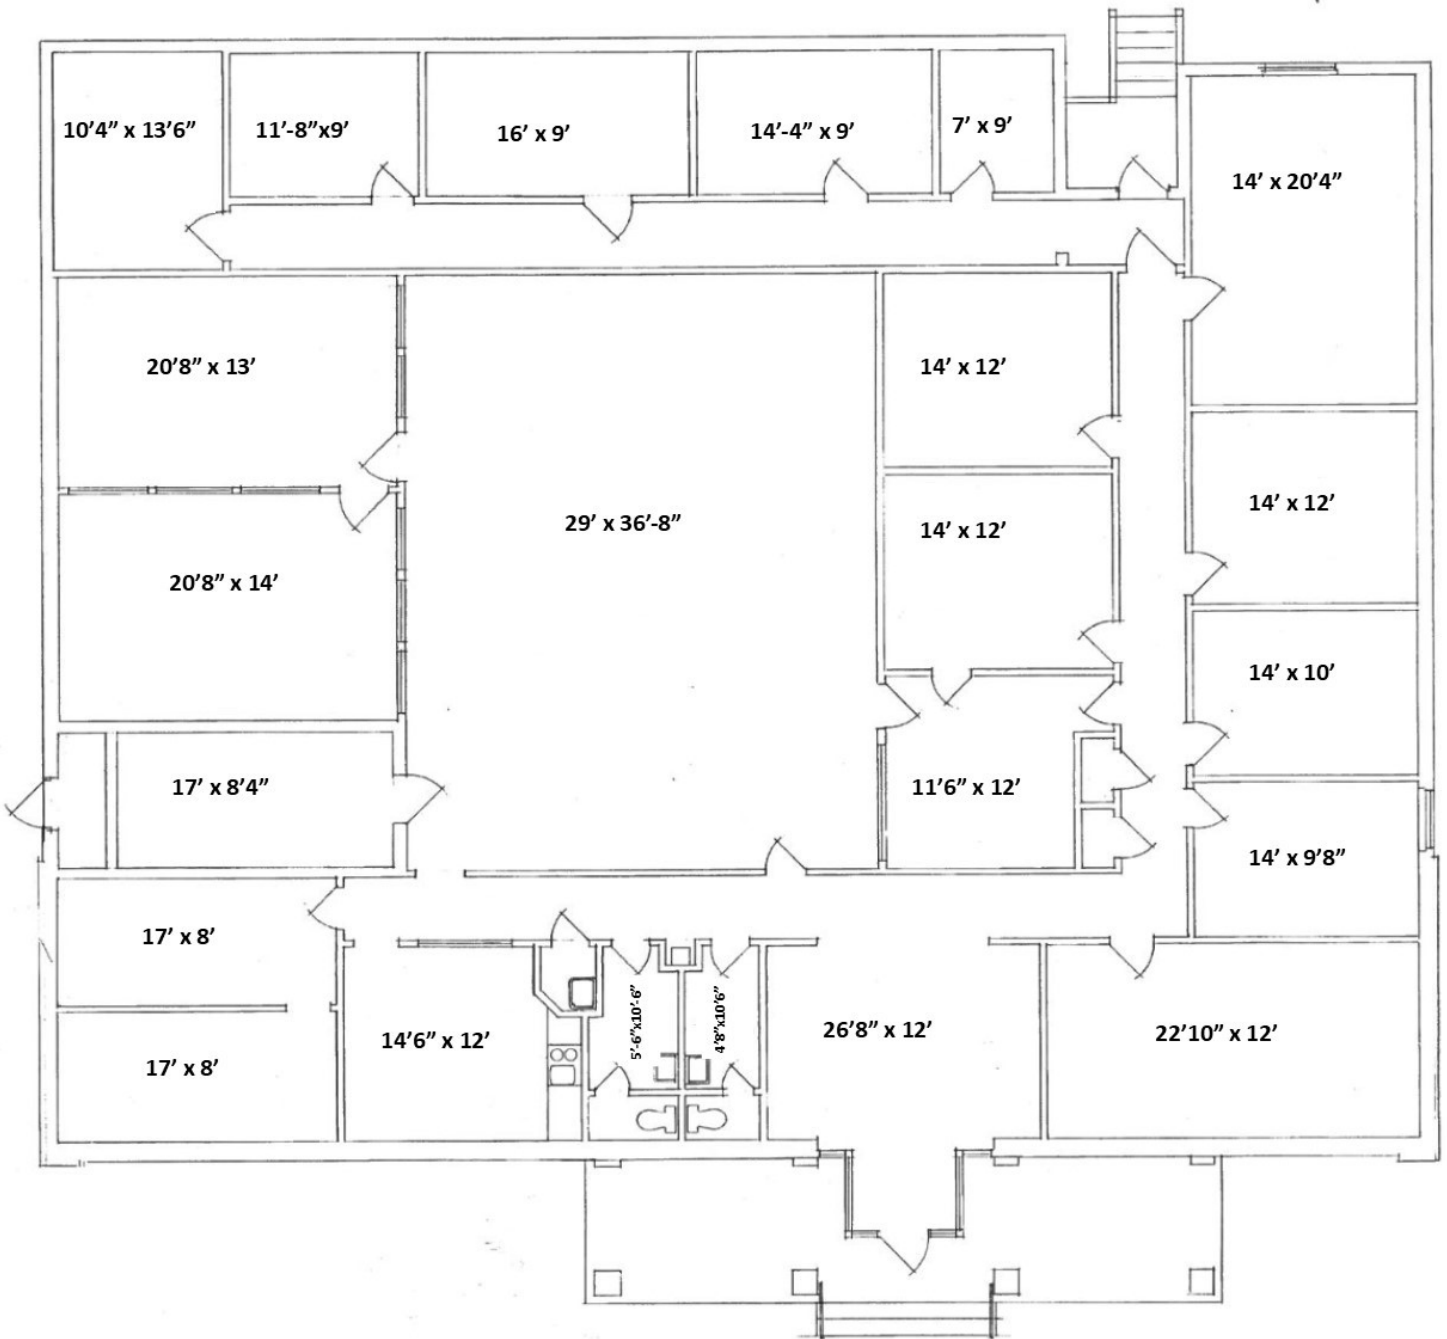 10’4” x 13’6”
11’-8”x9’
16’ x 9’
14’-4” x 9’
7’ x 9’
14’ x 20’4”
20’8” x 13’
14’ x 12’
29’ x 36’-8”
14’ x 12’
14’ x 12’
20’8” x 14’
14’ x 10’
17’ x 8’4”
11’6” x 12’
14’ x 9’8”
17’ x 8’
5’-6”x10’-6”
4’8”x10’6”
14’6” x 12’
26’8” x 12’
22’10” x 12’
17’ x 8’